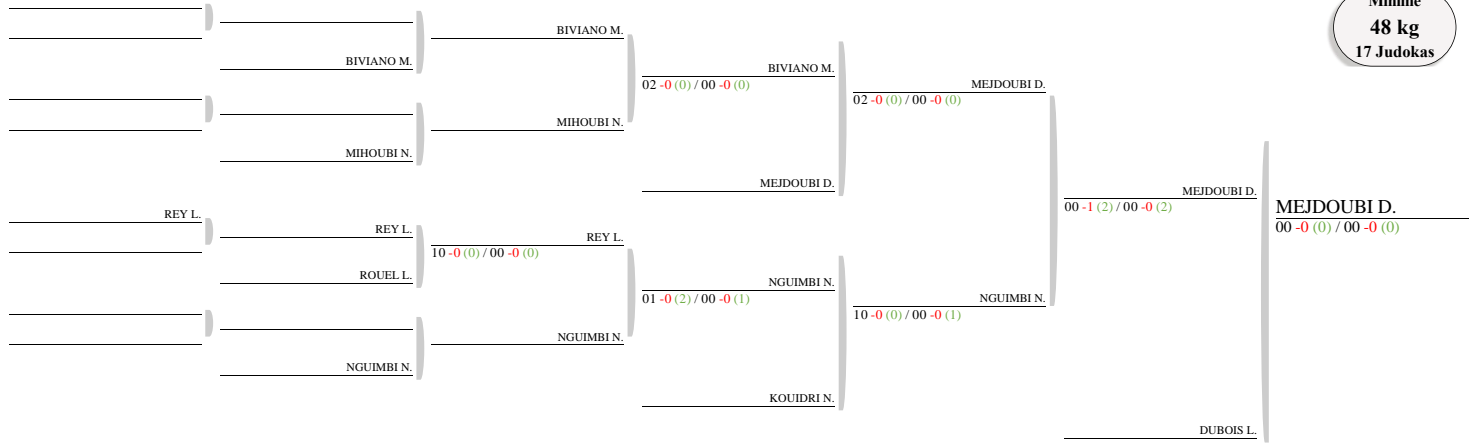 Minime
48 kg
17 Judokas
BIVIANO M.
BIVIANO M.
BIVIANO M.
02 -0 (0) / 00 -0 (0)
MEJDOUBI D.
02 -0 (0) / 00 -0 (0)
MIHOUBI N.
MIHOUBI N.
MEJDOUBI D.
MEJDOUBI D.
00 -1 (2) / 00 -0 (2)
MEJDOUBI D.
00 -0 (0) / 00 -0 (0)
REY L.
REY L.
REY L.
10 -0 (0) / 00 -0 (0)
ROUEL L.
NGUIMBI N.
01 -0 (2) / 00 -0 (1)
NGUIMBI N.
10 -0 (0) / 00 -0 (1)
NGUIMBI N.
NGUIMBI N.
KOUIDRI N.
DUBOIS L.